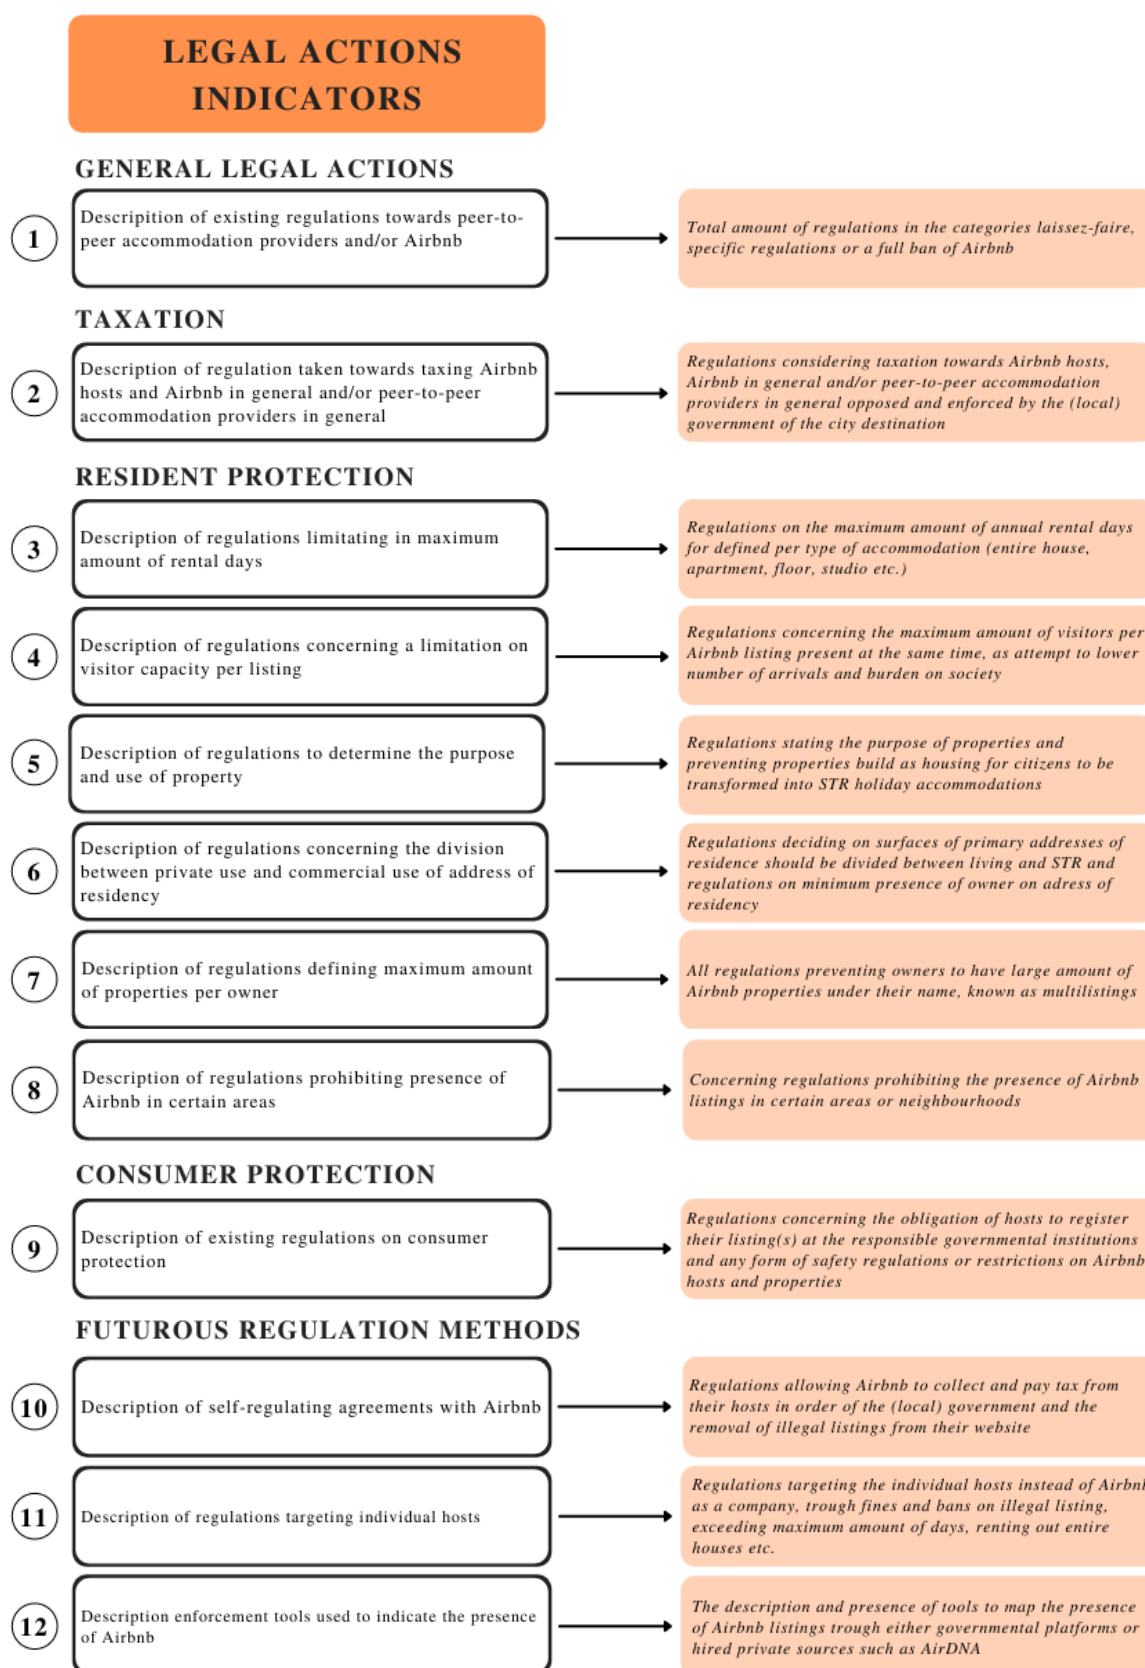 LEGAL ACTIONS
INDICATORS
GENERAL LEGAL ACTIONS
1
Descripition of existing regulations towards peer-to-
peer accommodation providers and/or Airbnb
Total amount of regulations in the categories laissez-faire,
specific regulations or a full ban of Airbnb
TAXATION
2
Description of regulation taken towards taxing Airbnb
hosts and Airbnb in general and/or peer-to-peer
accommodation providers in general
Regulations considering taxation towards Airbnb hosts,
Airbnb in general and/or peer-to-peer accommodation
providers in general opposed and enforced by the (local)
government of the city destination
RESIDENT PROTECTION
3
Description of regulations limitating in maximum
amount of rental days
Regulations on the maximum amount of annual rental days
for defined per type of accommodation (entire house,
apartment, floor, studio etc.)
4
Description of regulations concerning a limitation on
visitor capacity per listing
Regulations concerning the maximum amount of visitors per
Airbnb listing present at the same time, as attempt to lower
number of arrivals and burden on society
5
Description of regulations to determine the purpose
and use of property
Regulations stating the purpose of properties and
preventing properties build as housing for citizens to be
transformed into STR holiday accommodations
6
Description of regulations concerning the division
between private use and commercial use of address of
residency
Regulations deciding on surfaces of primary addresses of
residence should be divided between living and STR and
regulations on minimum presence of owner on adress of
residency
7
Description of regulations defining maximum amount
of properties per owner
All regulations preventing owners to have large amount of
Airbnb properties under their name, known as multilistings
8
Description of regulations prohibiting presence of
Airbnb in certain areas
Concerning regulations prohibiting the presence of Airbnb
listings in certain areas or neighbourhoods
CONSUMER PROTECTION
9
Description of existing regulations on consumer
protection
Regulations concerning the obligation of hosts to register
their listing(s) at the responsible governmental institutions
and any form of safety regulations or restrictions on Airbnb
hosts and properties
FUTUROUS REGULATION METHODS
10
Description of self-regulating agreements with Airbnb
Regulations allowing Airbnb to collect and pay tax from
their hosts in order of the (local) government and the
removal of illegal listings from their website
11
Description of regulations targeting individual hosts
Regulations targeting the individual hosts instead of Airbnb
as a company, trough fines and bans on illegal listing,
exceeding maximum amount of days, renting out entire
houses etc.
12
Description enforcement tools used to indicate the presence
of Airbnb
The description and presence of tools to map the presence
of Airbnb listings trough either governmental platforms or
hired private sources such as AirDNA